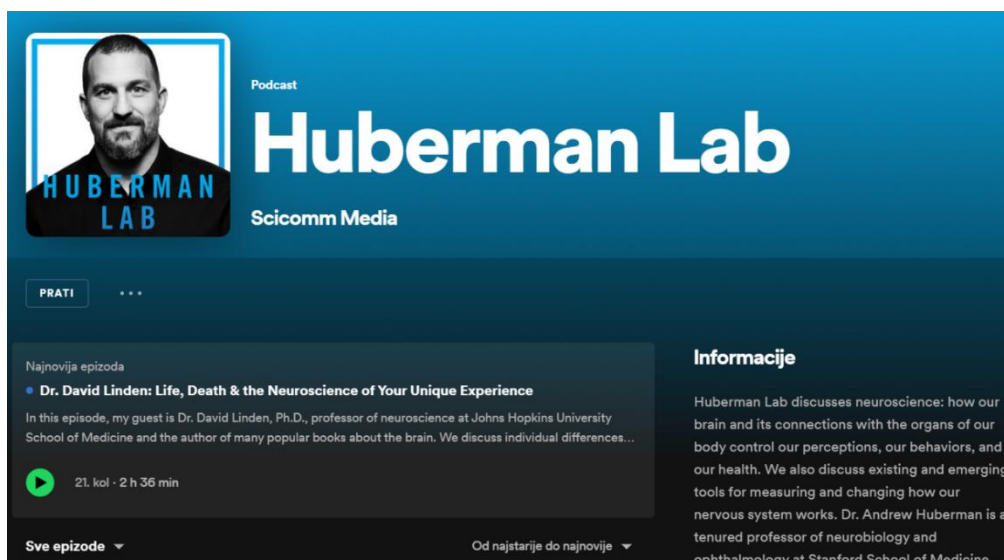 HUBERMAN
LAB
Podcast
Huberman Lab
Scicomm Media
PRATI
Najnovija epizoda
Dr. David Linden: Life, Death & the Neuroscience of Your Unique Experience
In this episode, my guest is Dr. David Linden, Ph.D., professor of neuroscience at Johns Hopkins University
School of Medicine and the author of many popular books about the brain. We discuss individual differences...
21. kol · 2 h 36 min
Sve epizode
Od najstarije do najnovije
Informacije
Huberman Lab discusses neuroscience: how our
brain and its connections with the organs of our
body control our perceptions, our behaviors, and
our health. We also discuss existing and emerging
tools for measuring and changing how our
nervous system works. Dr. Andrew Huberman is a
tenured professor of neurobiology and
ophthalmology at Stanford School of Medicine